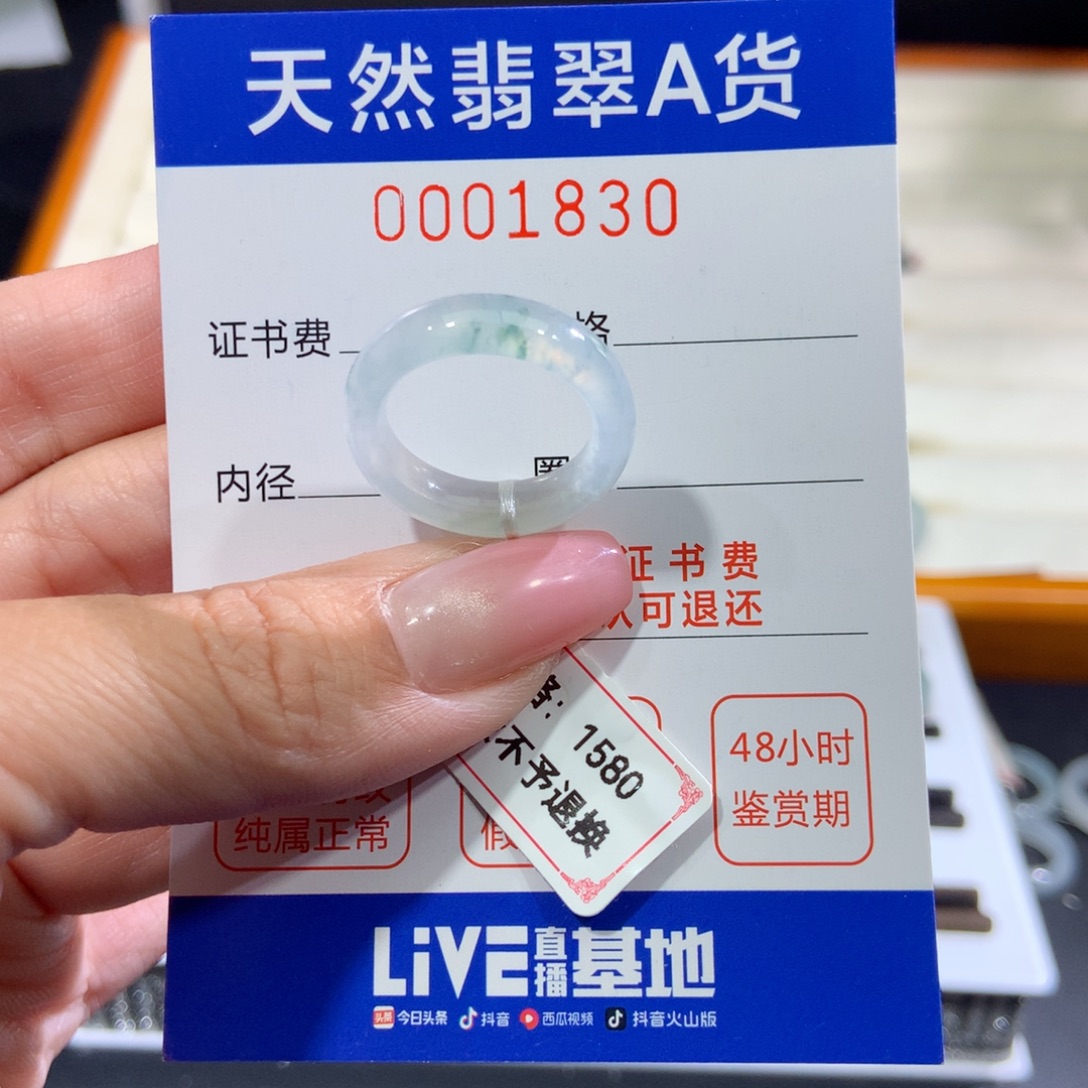 天然翡翠A货
0001830
证书费
格
内径
圈
证书费
可退还
1580
不予退换
48小时
鉴赏期
纯属正常
假
LiVE直播基地
头条 今日头条 抖音 西瓜视频 抖音火山版